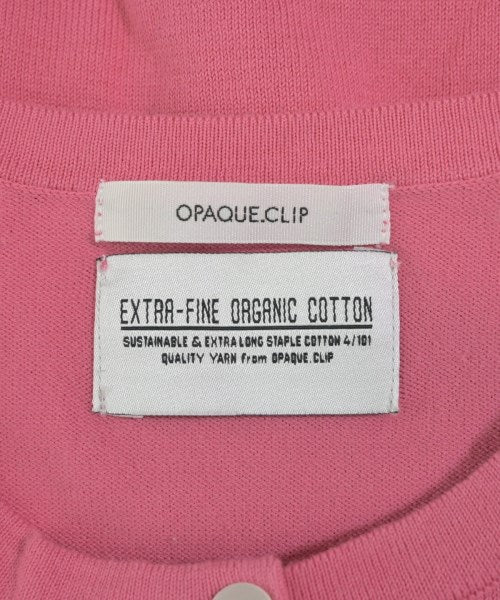 OPAQUE.CLIP
EXTRA-FINE ORGANIC COTTON
SUSTAINABLE & EXTRA LONG STAPLE COTTON 4/101
QUALITY YARN from OPAQUE.CLIP